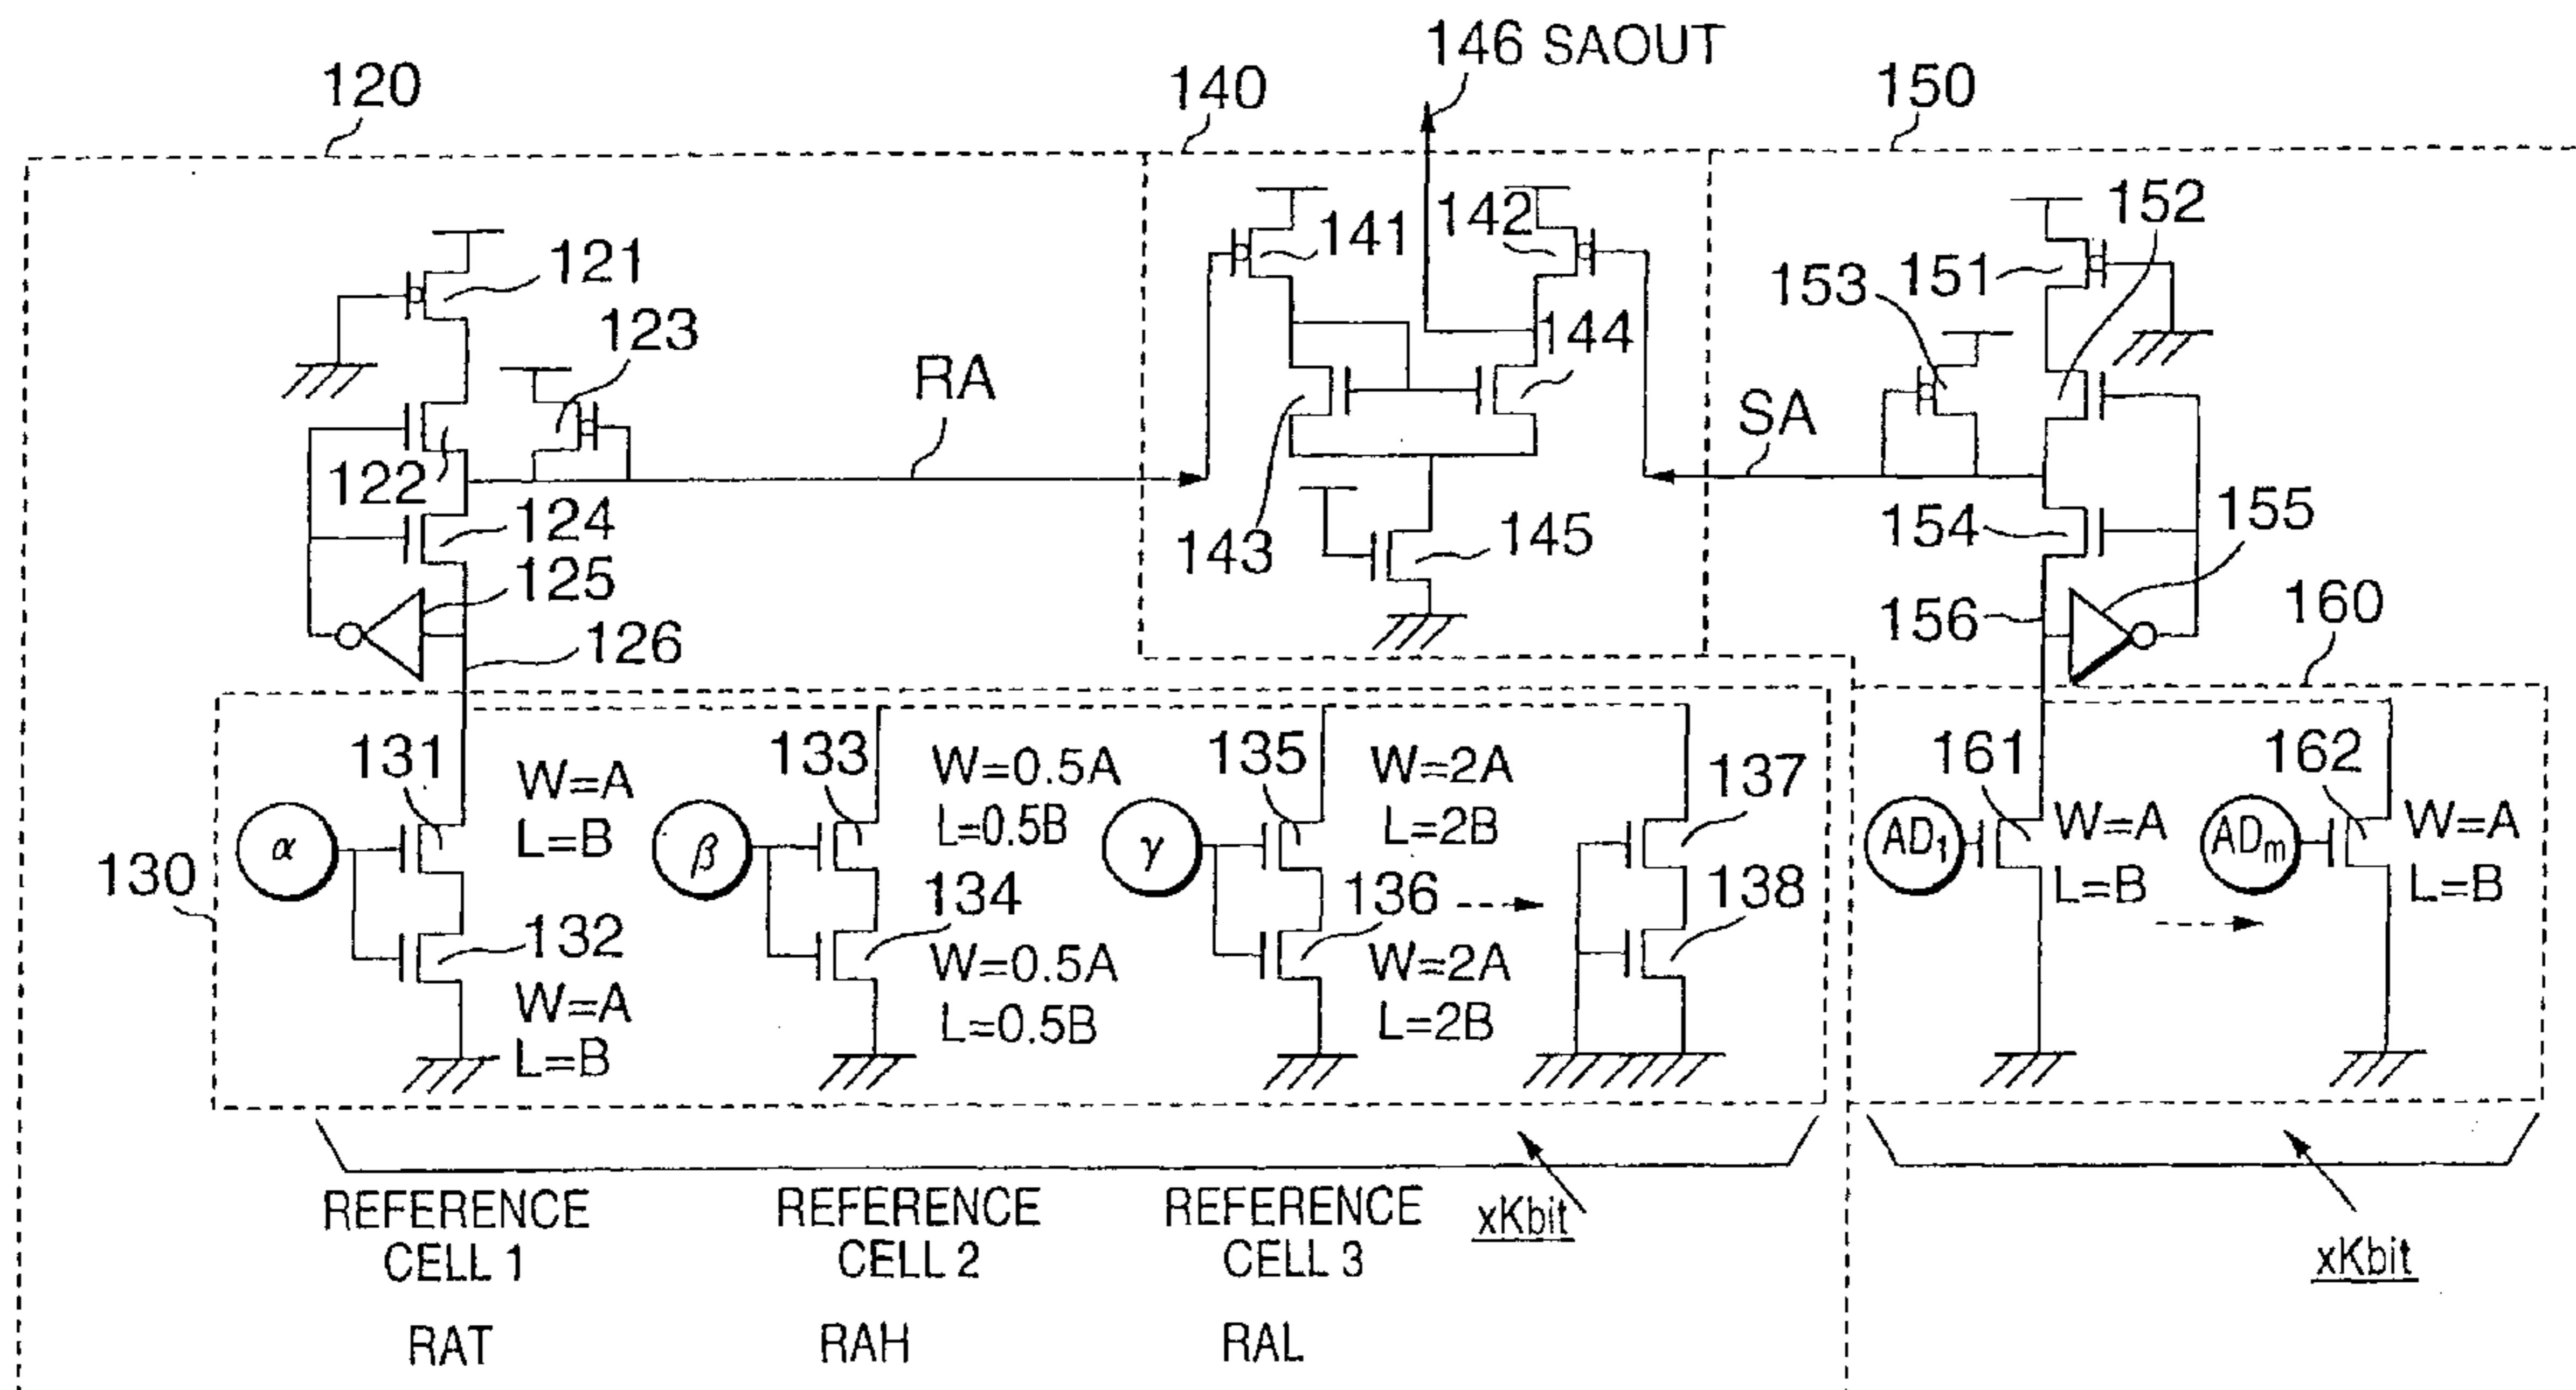 146 SAOUT
120
140
150
121
123
RA
122
124
125
126
141
142
144
143
145
152
153
151
SA
154
155
156
160
130
131
W=A
L=B
α
132
W=A
L=B
133
W=0.5A
L=0.5B
β
134
W=0.5A
L=0.5B
135
W=2A
L=2B
γ
136
W=2A
L=2B
137
138
161
AD1
W=A
L=B
162
ADm
W=A
L=B
REFERENCE
CELL 1
REFERENCE
CELL 2
REFERENCE
CELL 3
xKbit
xKbit
RAT
RAH
RAL